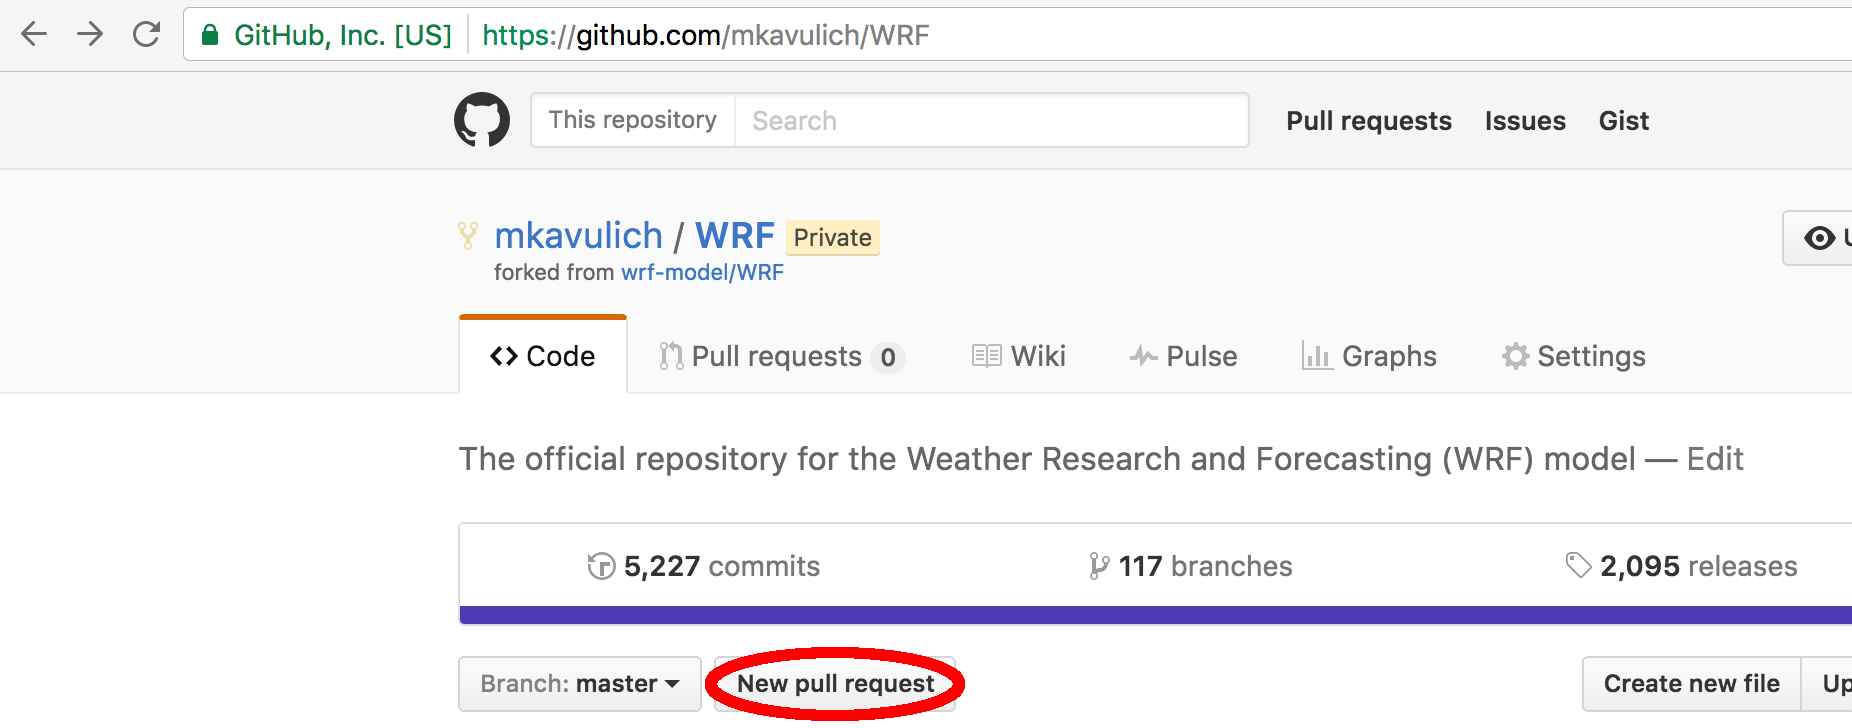 GitHub, Inc. [US] https://github.com/mkavulich/WRF
This repository Search Pull requests Issues Gist
mkavulich / WRF Private
forked from wrf-model/WRF
Code Pull requests 0 Wiki Pulse Graphs Settings
The official repository for the Weather Research and Forecasting (WRF) model — Edit
5,227 commits 117 branches 2,095 releases
Branch: master New pull request Create new file